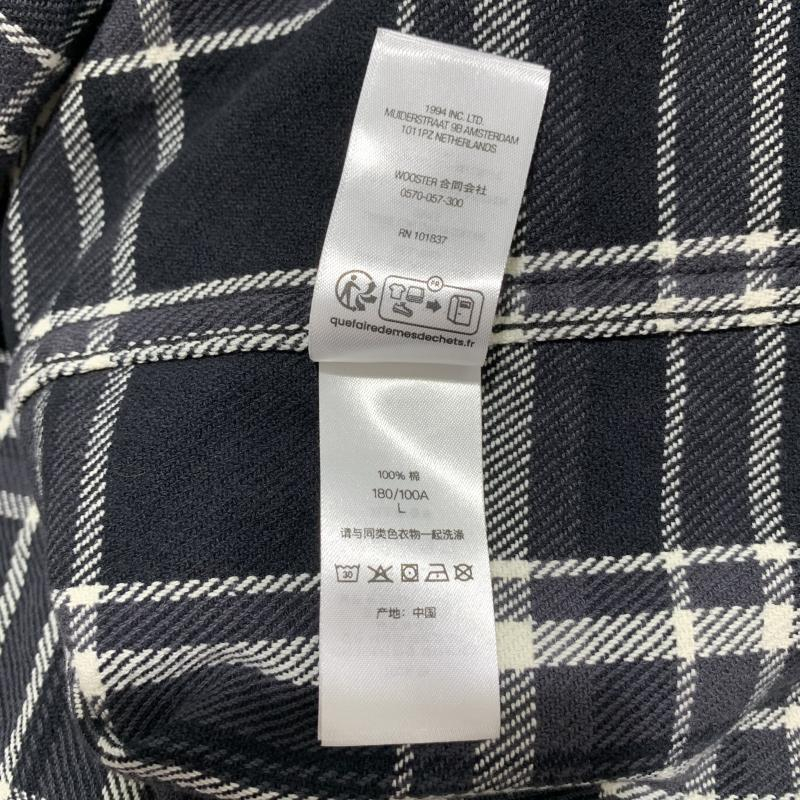 1994 INC. LTD.
MUIDERSTRAAT 9B AMSTERDAM
1011PZ NETHERLANDS
WOOSTER 合同会社
0570-057-300
RN 101837
FR
quefairedemesdechets.fr
100% 棉
180/100A
L
请与同类色衣物一起洗涤
30
产地: 中国